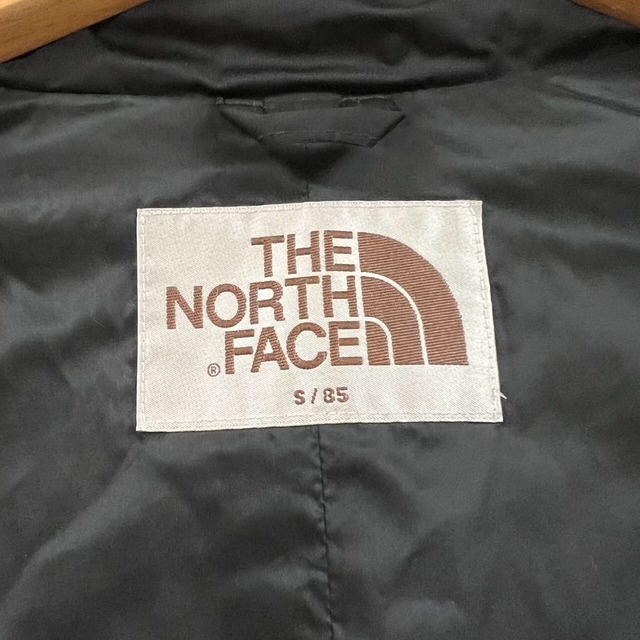 THE
NORTH
FACE
®
S / 85